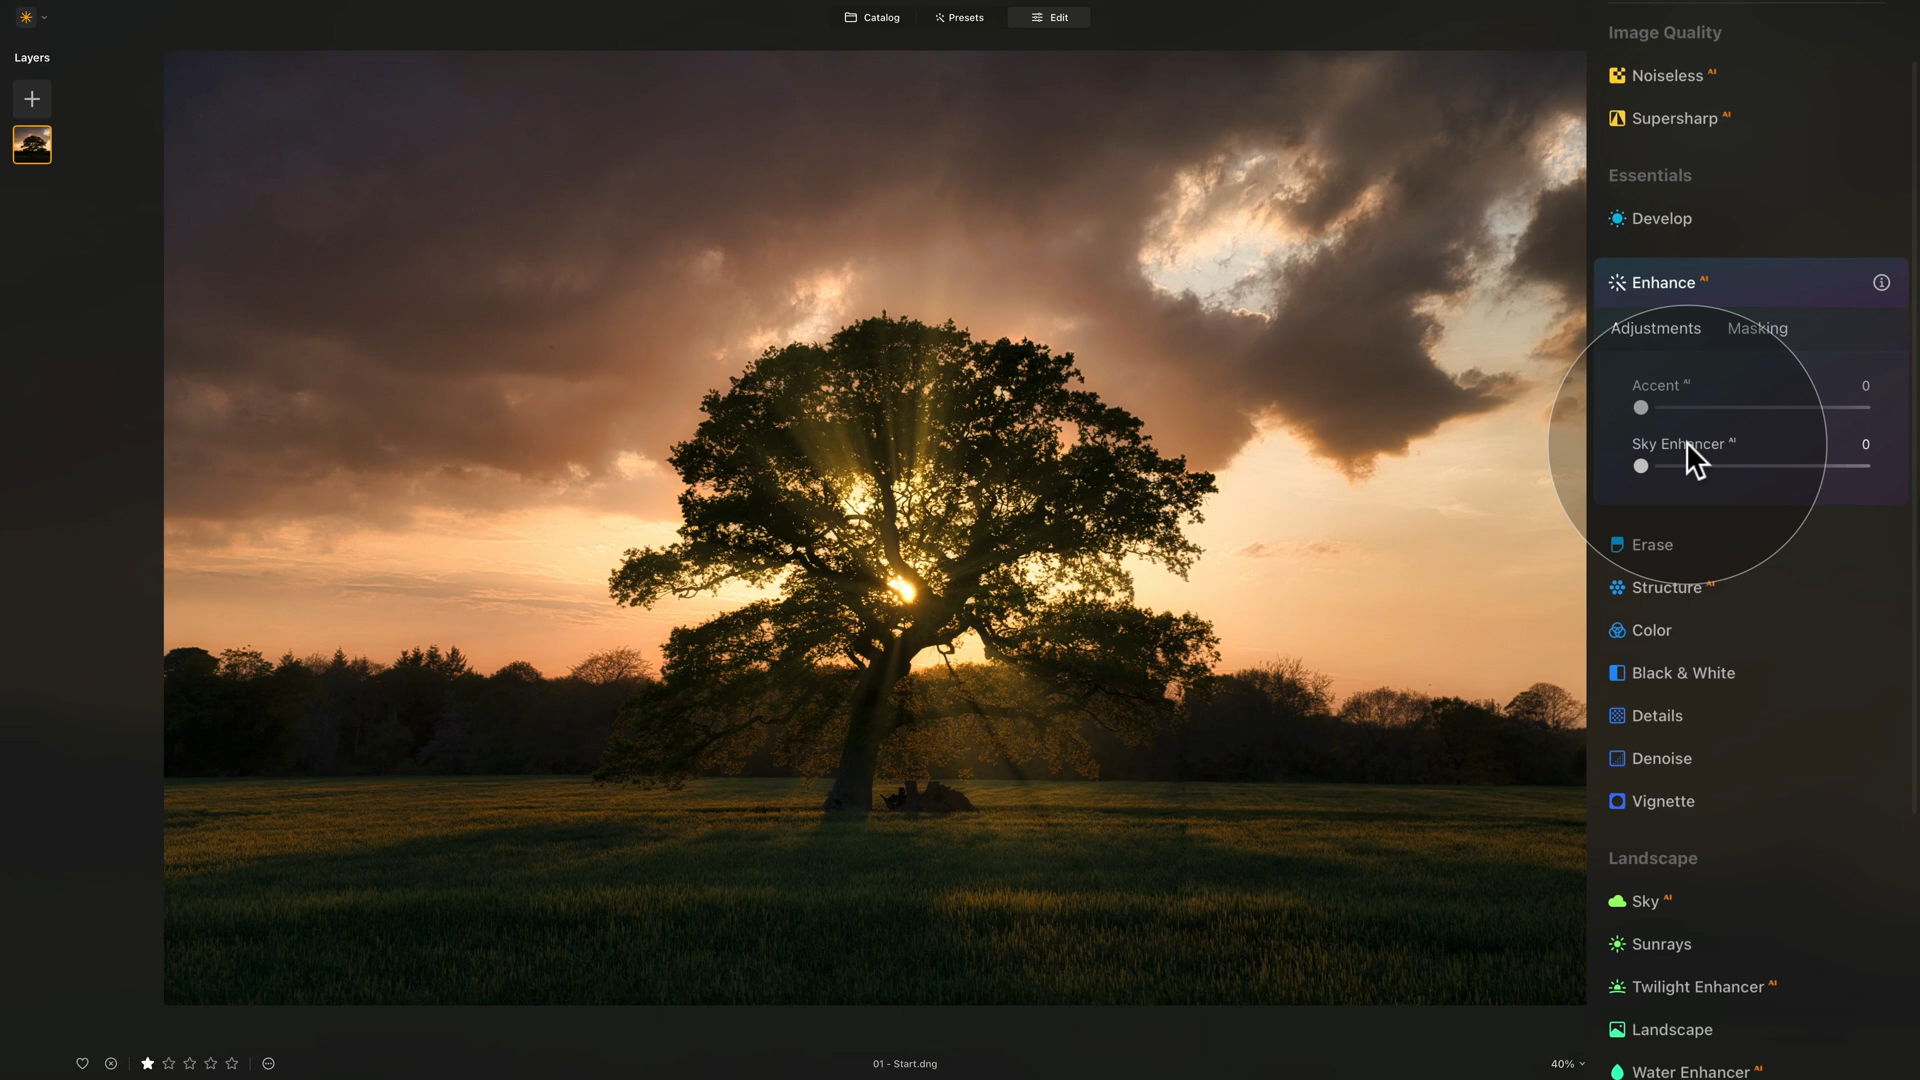 Catalog
Presets
Edit
Layers
Image Quality
Noiseless AI
Supersharp AI
Essentials
Develop
Enhance AI
Adjustments Masking
Accent AI 0
Sky Enhancer AI 0
Erase
Structure AI
Color
Black & White
Details
Denoise
Vignette
Landscape
Sky AI
Sunrays
Twilight Enhancer AI
Landscape
Water Enhancer AI
01 - Start.dng
40%